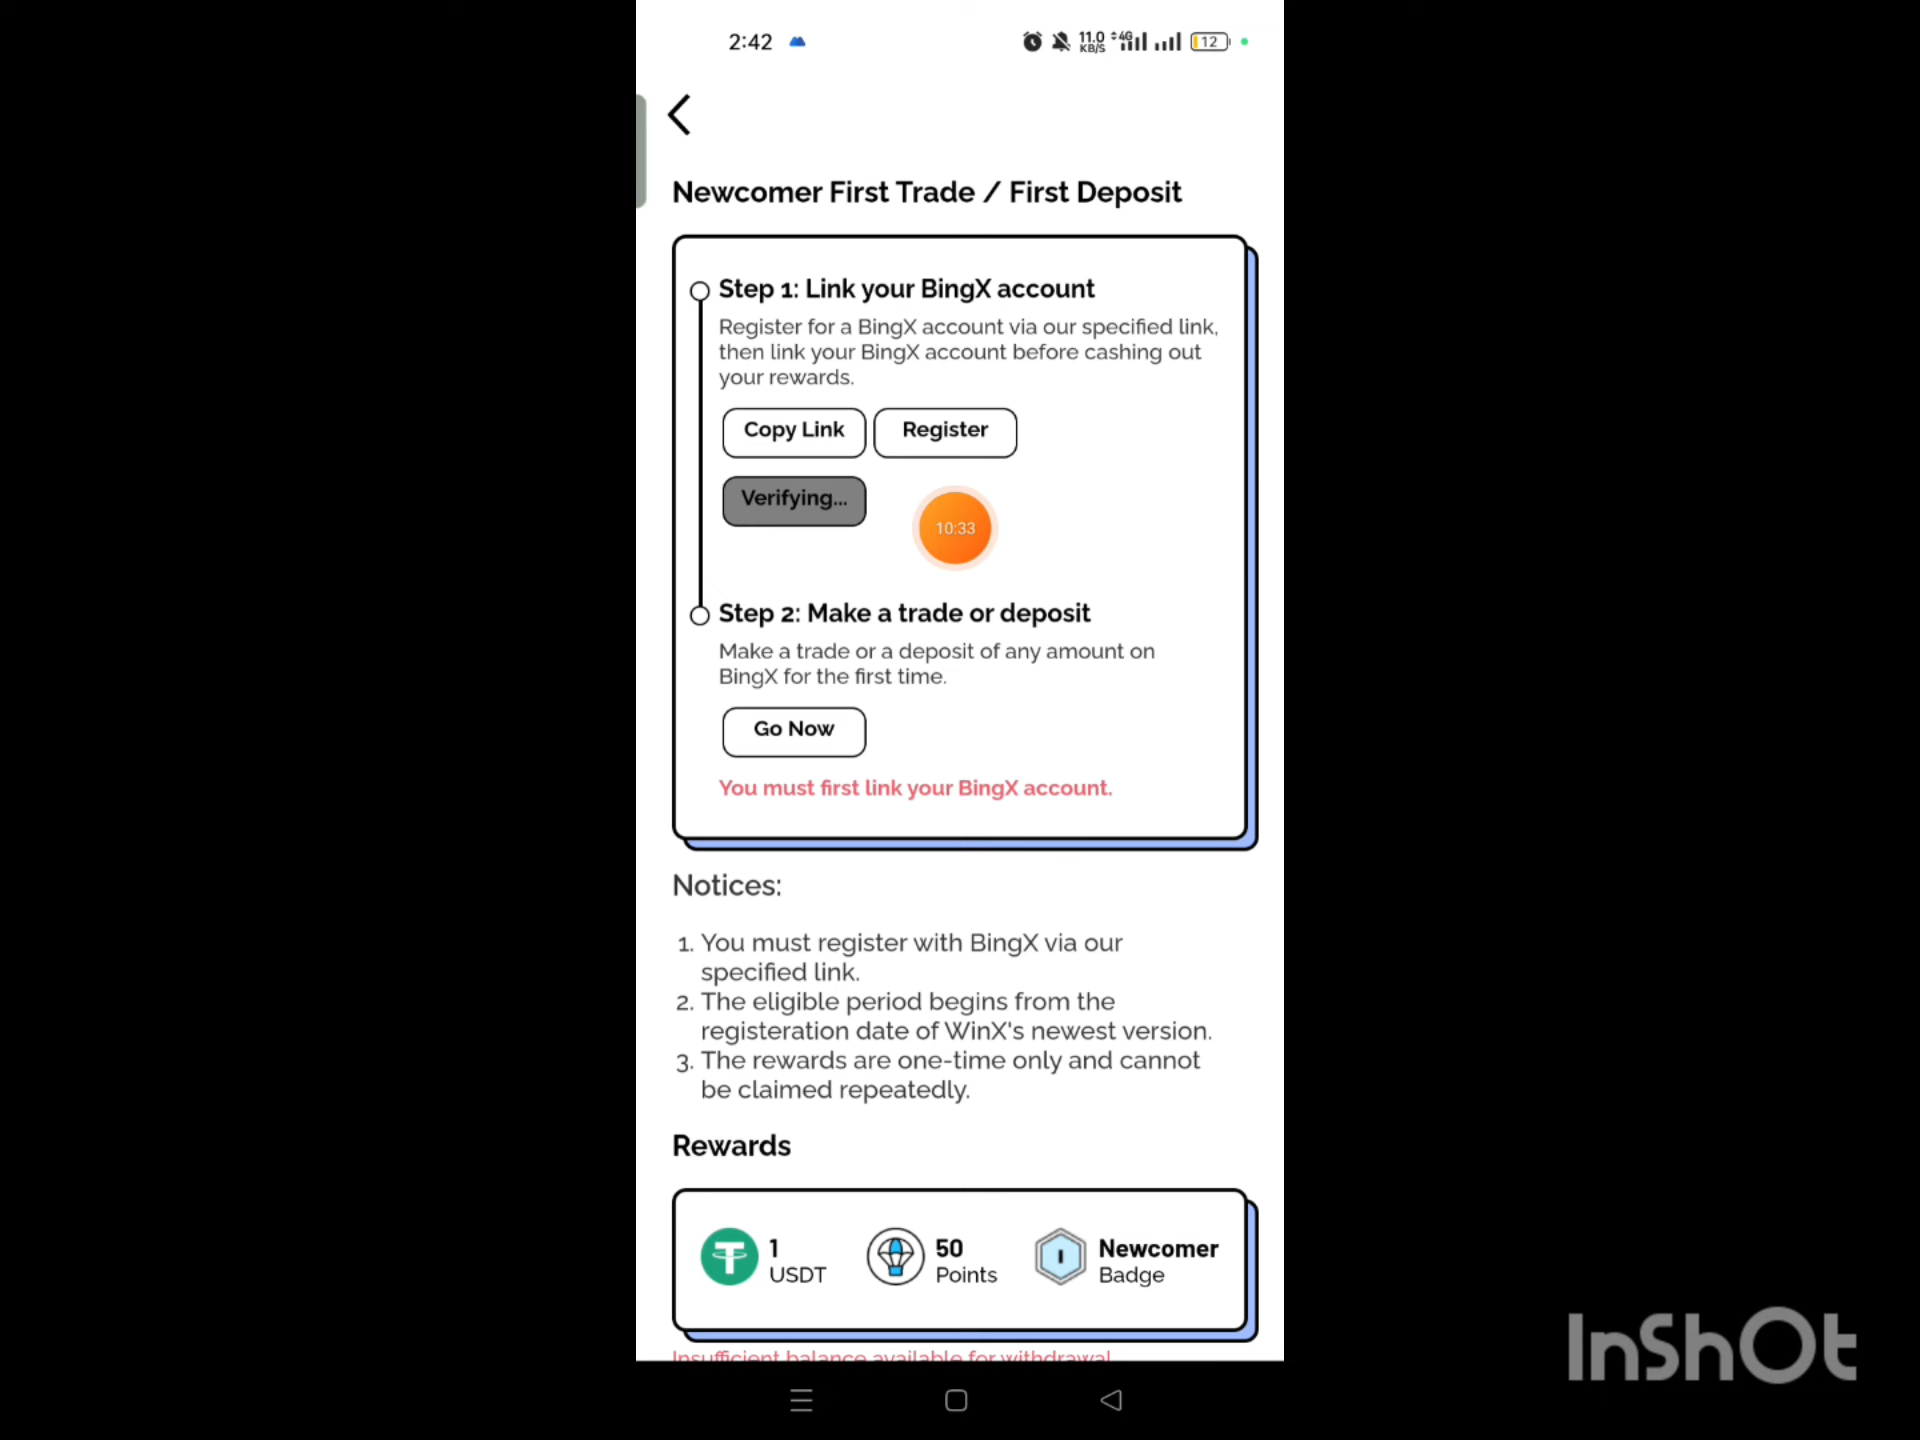 2:42
11.0 KB/S 4G 12
Newcomer First Trade / First Deposit
Step 1: Link your BingX account
Register for a BingX account via our specified link,
then link your BingX account before cashing out
your rewards.
Copy Link Register
Verifying...
10:33
Step 2: Make a trade or deposit
Make a trade or a deposit of any amount on
BingX for the first time.
Go Now
You must first link your BingX account.
Notices:
1. You must register with BingX via our
specified link.
2. The eligible period begins from the
registeration date of WinX's newest version.
3. The rewards are one-time only and cannot
be claimed repeatedly.
Rewards
1 50 Newcomer
USDT Points Badge
Insufficient balance available for withdrawal
InShOt